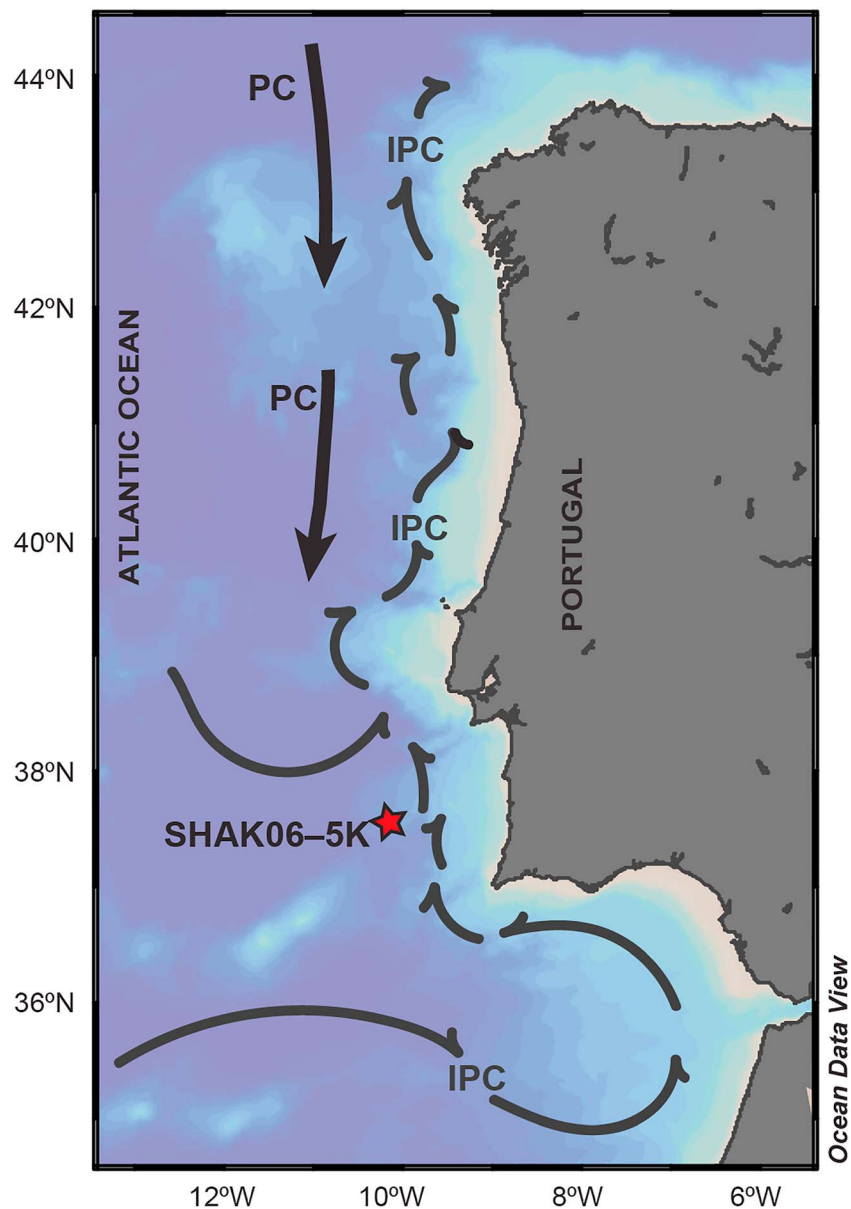 44ºN
PC
IPC
42ºN
PC
ATLANTIC OCEAN
IPC
40ºN
PORTUGAL
38ºN
SHAK06–5K
36ºN
IPC
Ocean Data View
12ºW
10ºW
8ºW
6ºW